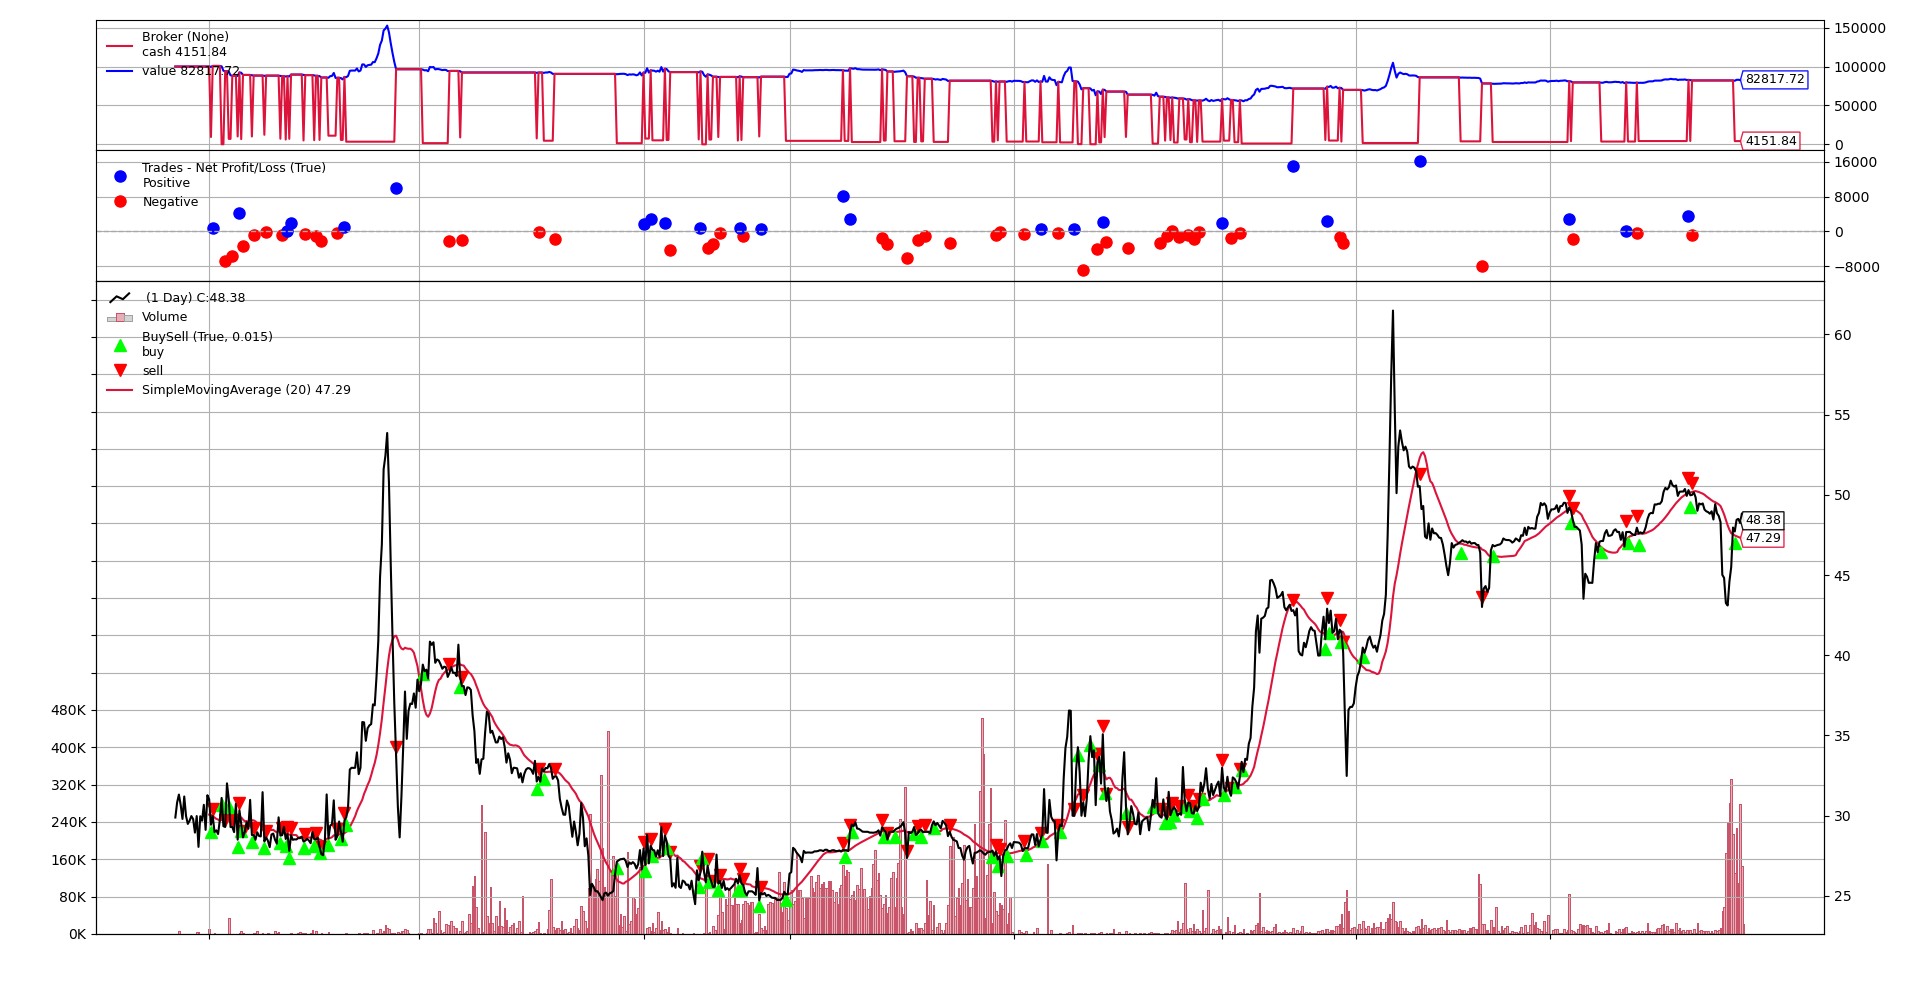 Broker (None)
cash 4151.84
value 82817.72
150000
100000
50000
0
82817.72
4151.84
Trades - Net Profit/Loss (True)
Positive
Negative
16000
8000
0
−8000
(1 Day) C:48.38
Volume
BuySell (True, 0.015)
buy
sell
SimpleMovingAverage (20) 47.29
60
55
50
45
40
35
30
25
48.38
47.29
480K
400K
320K
240K
160K
80K
0K